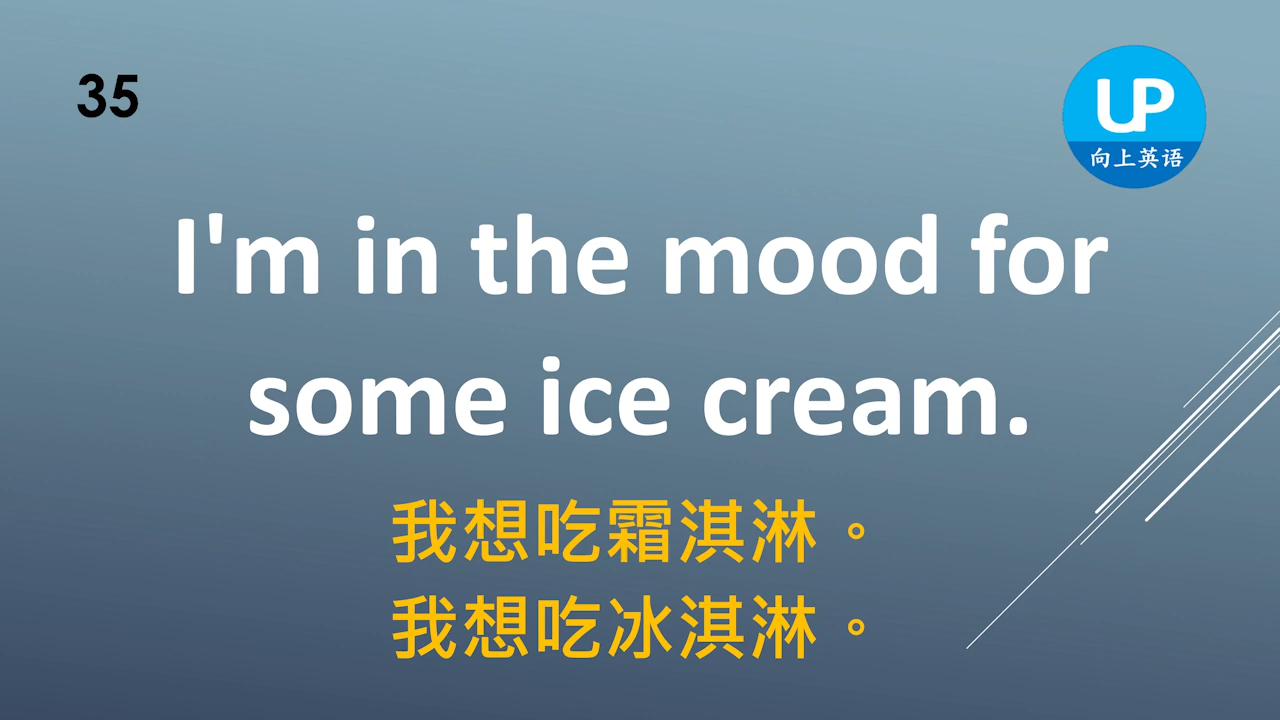 35
UP
向上英语
I'm in the mood for
some ice cream.
我想吃霜淇淋。
我想吃冰淇淋。